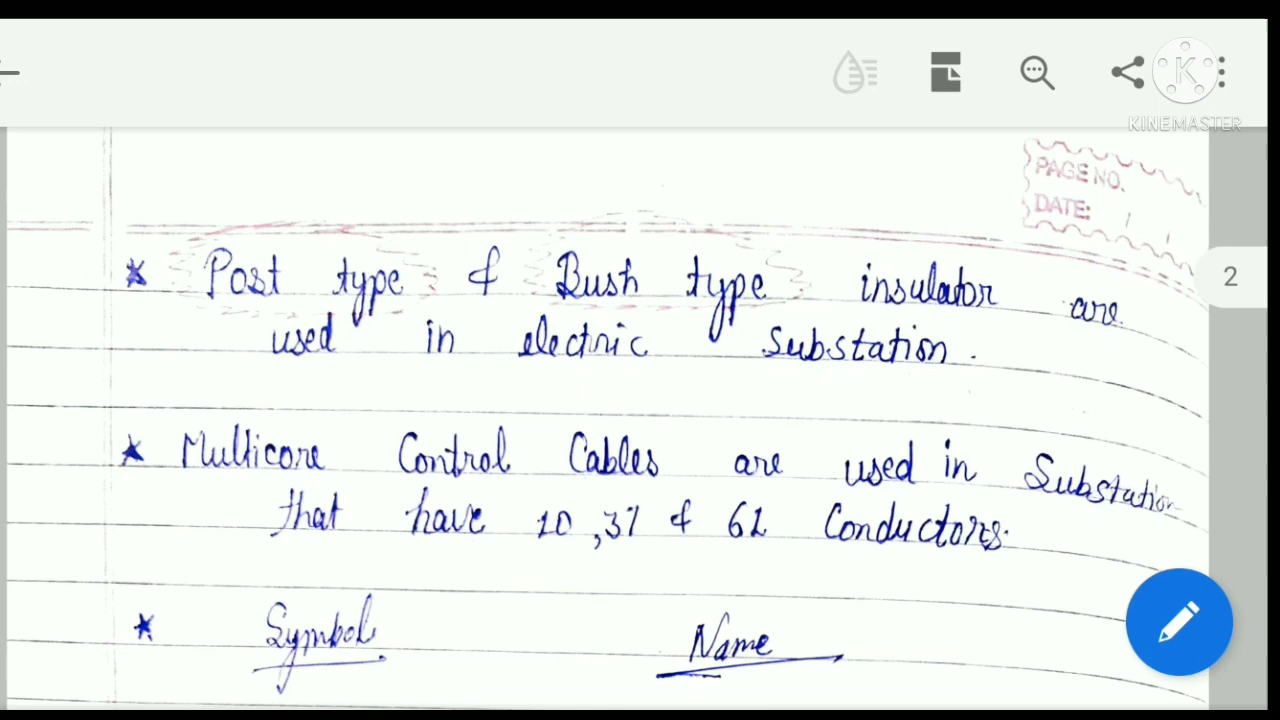 KINEMASTER
PAGE NO.
DATE:
2
Post type & Bush type insulator are
used in electric Substation.
Multicore Control Cables are used in Substation
that have 10, 37 & 61 Conductors.
Symbol Name